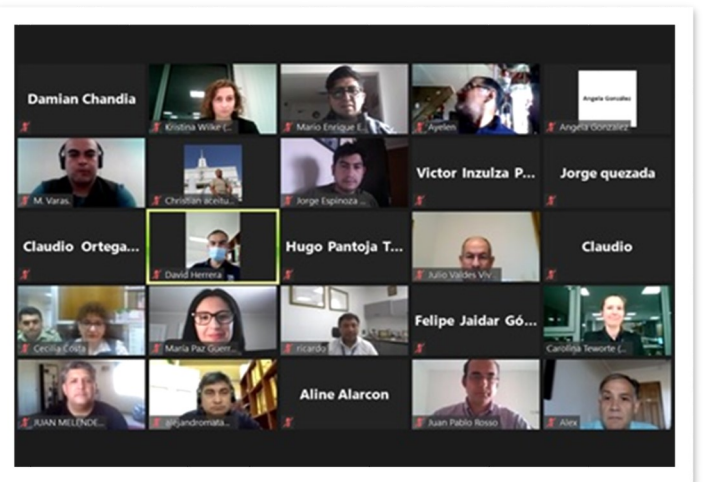 Damian Chandia
Kristina Wilke (...
Mario Enrique E...
Ayelen
Angela Gonzalez
Angela González
M. Varas.
Christian aceitu...
Jorge Espinoza ...
Victor Inzulza P...
Jorge quezada
Claudio Ortega...
David Herrera
Hugo Pantoja T...
Julio Valdes Viv...
Claudio
Cecilia Costa
María Paz Guerr...
ricardo
Felipe Jaidar Gó...
Carolina Teworte (...
JUAN MELENDE...
alejandromata...
Aline Alarcon
Juan Pablo Rosso
Alex